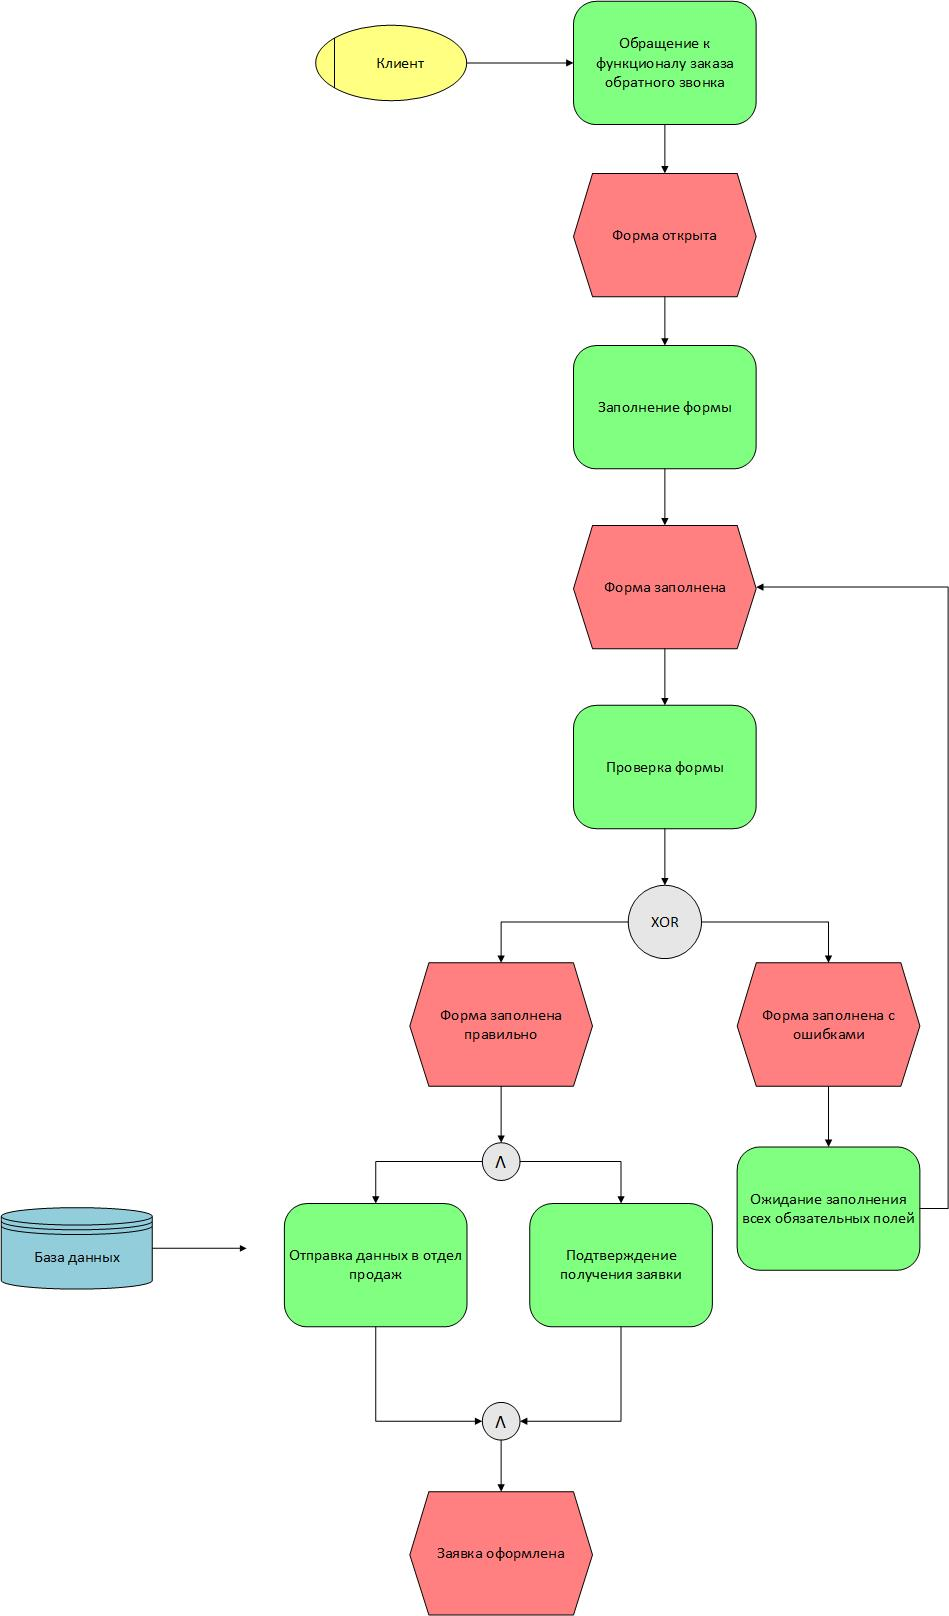 Клиент
Обращение к
функционалу заказа
обратного звонка
Форма открыта
Заполнение формы
Форма заполнена
Проверка формы
XOR
Форма заполнена
правильно
Форма заполнена с
ошибками
Λ
Ожидание заполнения
всех обязательных полей
База данных
Отправка данных в отдел
продаж
Подтверждение
получения заявки
Λ
Заявка оформлена